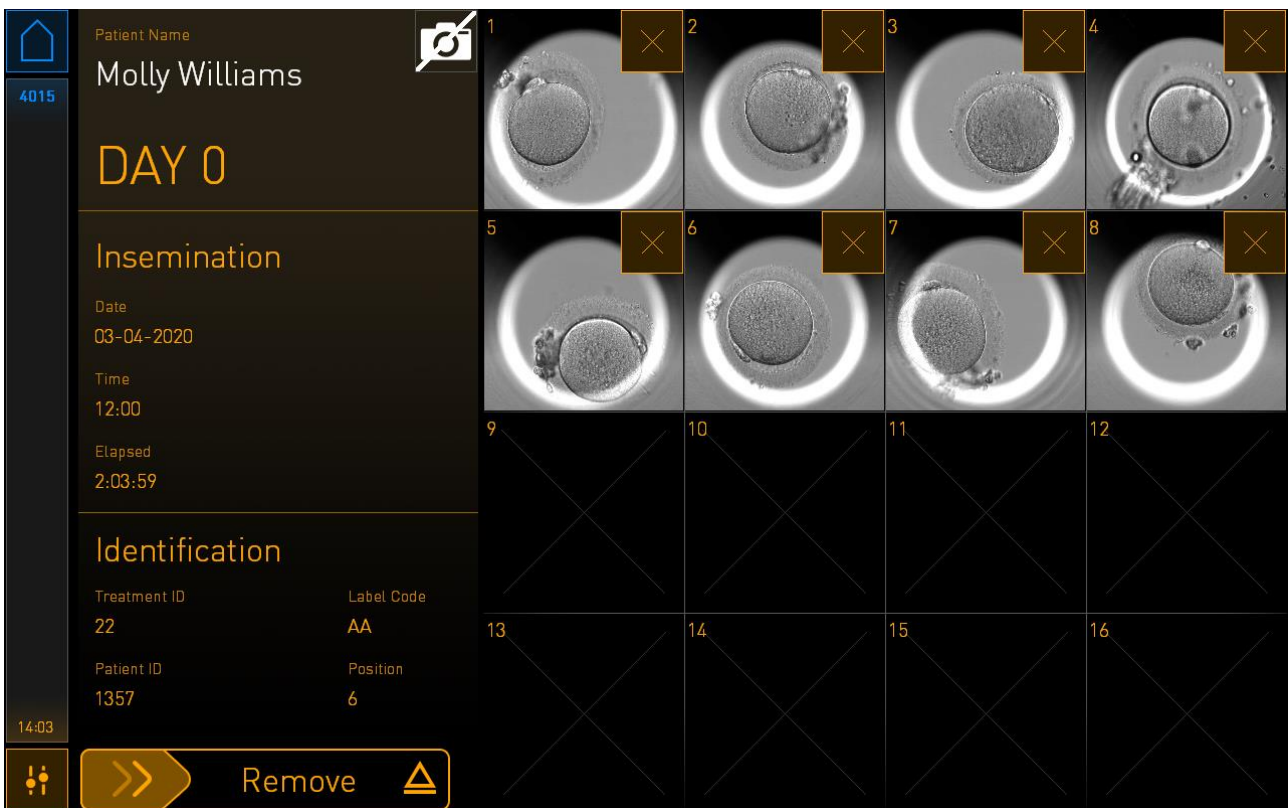 4015
14:03
Patient Name
Molly Williams
DAY 0
Insemination
Date
03-04-2020
Time
12:00
Elapsed
2:03:59
Identification
Treatment ID Label Code
22 AA
Patient ID Position
1357 6
Remove
1 2 3 4
5 6 7 8
9 10 11 12
13 14 15 16